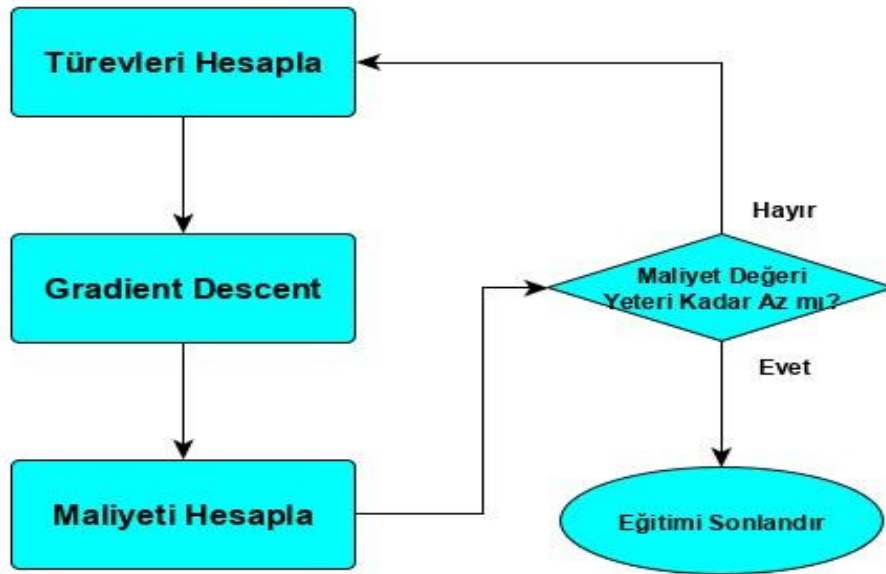 Türevleri Hesapla
Gradient Descent
Maliyeti Hesapla
Hayır
Maliyet Değeri
Yeteri Kadar Az mı?
Evet
Eğitimi Sonlandır